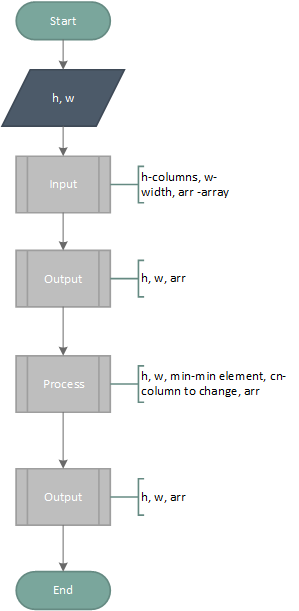 Start
h, w
Input
h-columns, w-
width, arr -array
Output
h, w, arr
Process
h, w, min-min element, cn-
column to change, arr
Output
h, w, arr
End